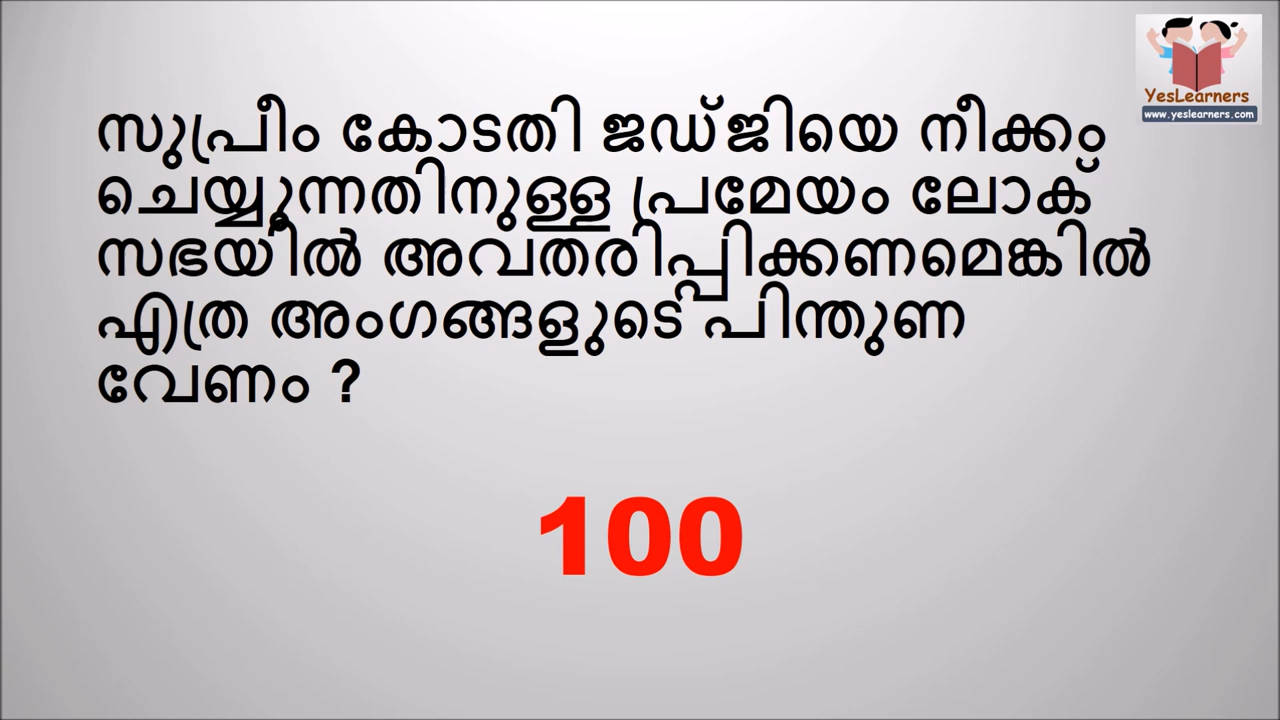 YesLearners
www.yeslearners.com
സുപ്രീം കോടതി ജഡ്ജിയെ നീക്കം
ചെയ്യുന്നതിനുള്ള പ്രമേയം ലോക്
സഭയിൽ അവതരിപ്പിക്കണമെങ്കിൽ
എത്ര അംഗങ്ങളുടെ പിന്തുണ
വേണം ?
100